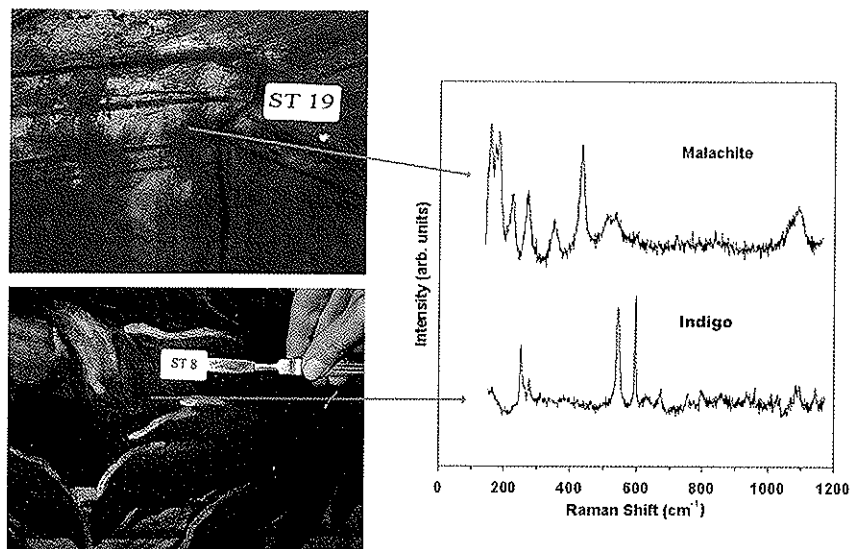 ST 19
ST 8
Malachite
Indigo
Intensity (arb. units)
0 200 400 600 800 1000 1200
Raman Shift (cm⁻¹)